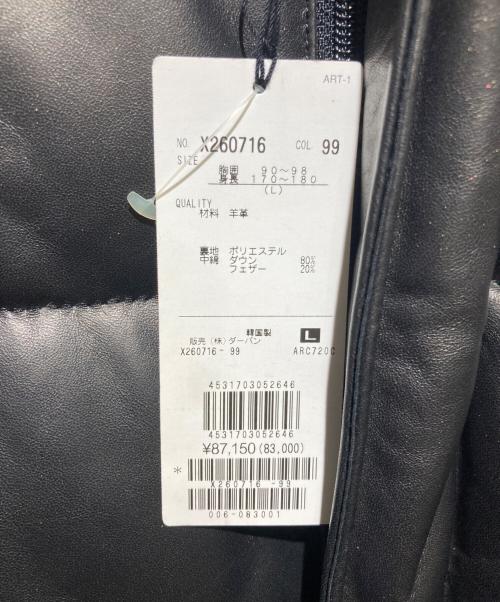 ART-1
NO. X260716 COL 99
SIZE
胸囲 90～98
身長 170～180
(L)
QUALITY
材料 羊革
裏地 ポリエステル
中綿 ダウン 80%
フェザー 20%
韓国製
販売 (株)ダーバン L
X260716- 99 ARC720C
4531703052646
4531703052646
¥87,150(83,000)
*
X260716 -99
006-083001